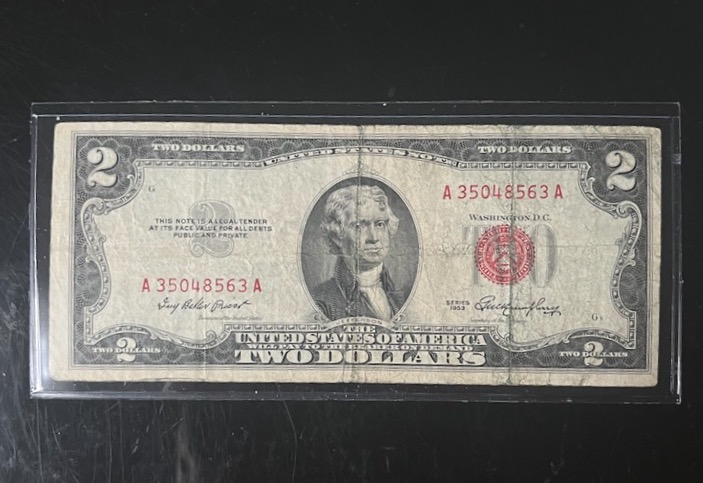 2 TWO DOLLARS UNITED STATES NOTE TWO DOLLARS 2
G
A 35048563 A
WASHINGTON, D.C.
THIS NOTE IS A LEGAL TENDER
AT ITS FACE VALUE FOR ALL DEBTS
PUBLIC AND PRIVATE
2
TWO
A 35048563 A
SERIES
1953
G
THE
UNITED STATES OF AMERICA
WILL PAY TO THE BEARER ON DEMAND
TWO DOLLARS
2
TWO DOLLARS
2
TWO DOLLARS